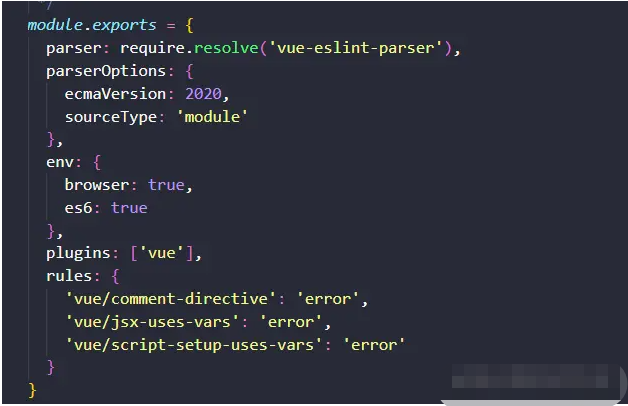 */
module.exports = {
  parser: require.resolve('vue-eslint-parser'),
  parserOptions: {
    ecmaVersion: 2020,
    sourceType: 'module'
  },
  env: {
    browser: true,
    es6: true
  },
  plugins: ['vue'],
  rules: {
    'vue/comment-directive': 'error',
    'vue/jsx-uses-vars': 'error',
    'vue/script-setup-uses-vars': 'error'
  }
}